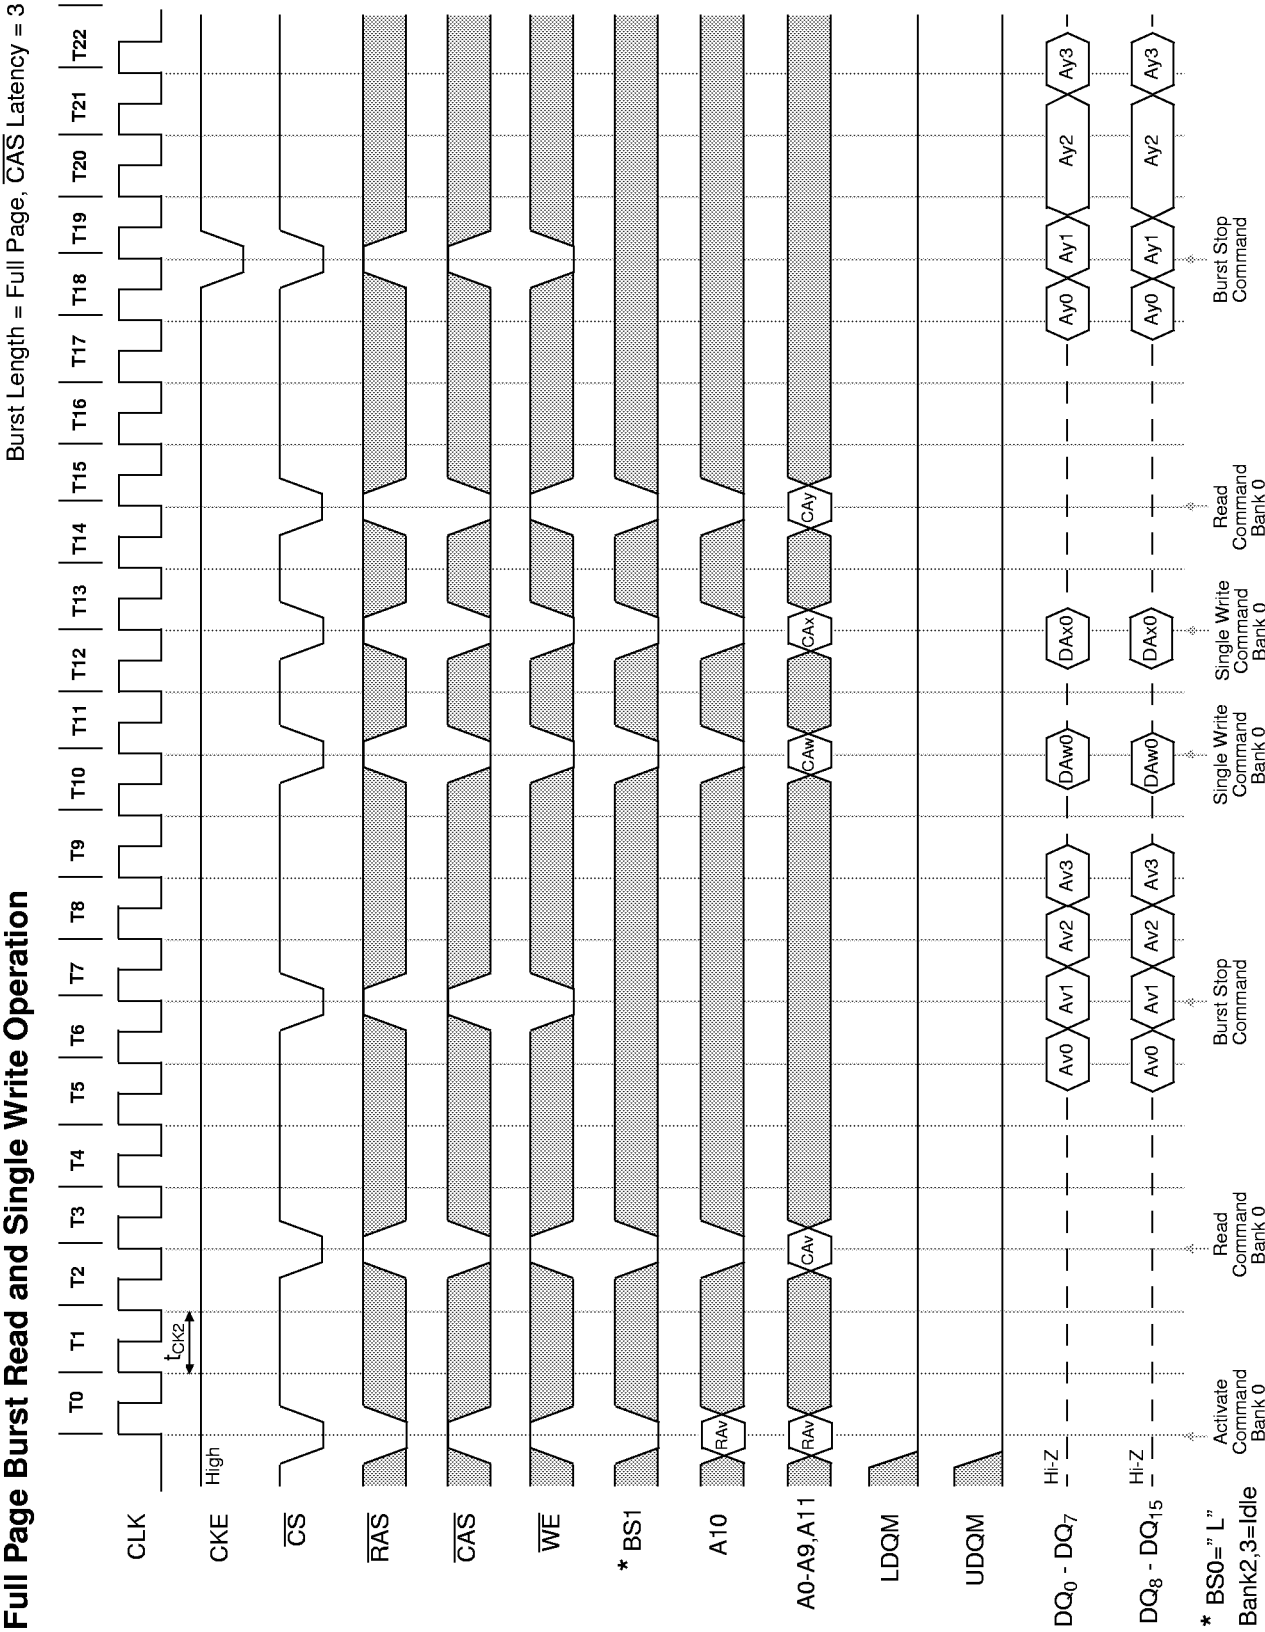 Full Page Burst Read and Single Write Operation
Burst Length = Full Page, CAS Latency = 3
T0 T1 T2 T3 T4 T5 T6 T7 T8 T9 T10 T11 T12 T13 T14 T15 T16 T17 T18 T19 T20 T21 T22
CLK
tCK2
CKE
High
CS
RAS
CAS
WE
* BS1
A10
RAv
A0-A9,A11
RAv CAv CAw CAx CAy
LDQM
UDQM
DQ0 - DQ7
Hi-Z
Av0 Av1 Av2 Av3 DAw0 DAx0 Ay0 Ay1 Ay2 Ay3
DQ8 - DQ15
Hi-Z
Av0 Av1 Av2 Av3 DAw0 DAx0 Ay0 Ay1 Ay2 Ay3
* BS0=" L"
Bank2,3=Idle
Activate
Command
Bank 0
Read
Command
Bank 0
Burst Stop
Command
Single Write
Command
Bank 0
Single Write
Command
Bank 0
Read
Command
Bank 0
Burst Stop
Command